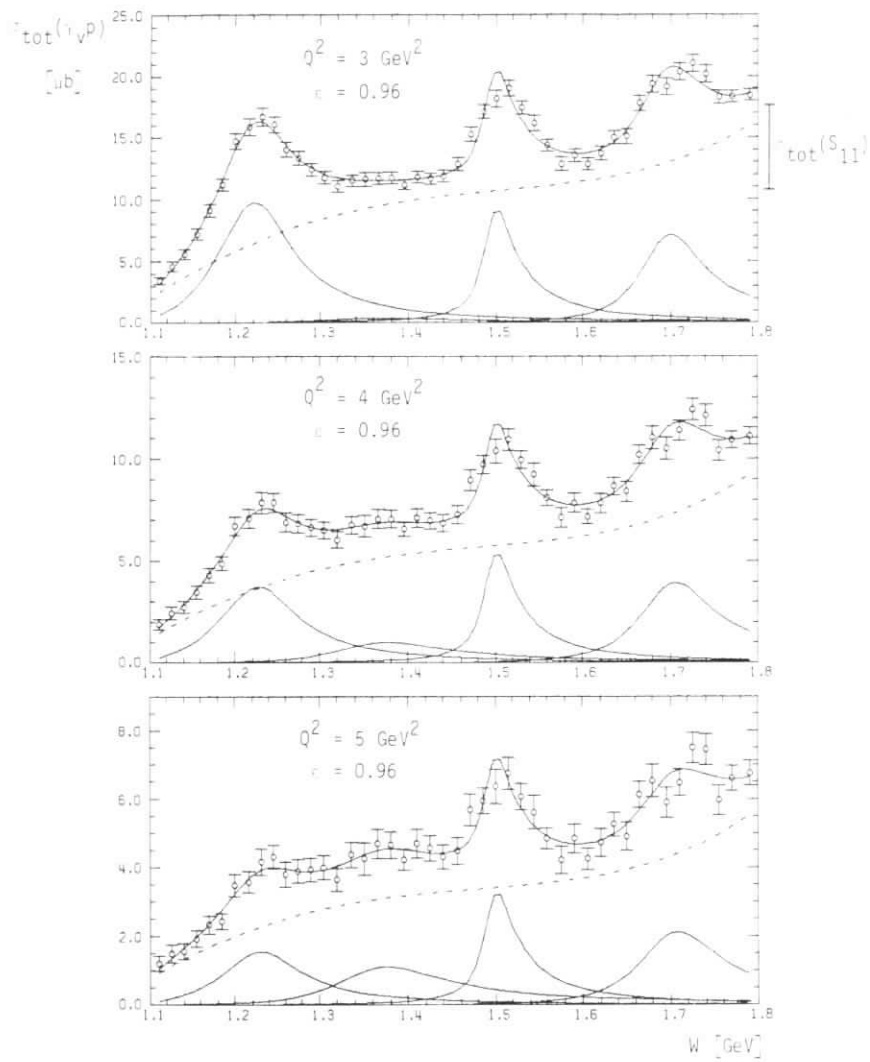 tot(γvp)
[μb]
25.0
20.0
15.0
10.0
5.0
0.0
Q² = 3 GeV²
ε = 0.96
tot(S11)
1.1 1.2 1.3 1.4 1.5 1.6 1.7 1.8
15.0
10.0
5.0
0.0
Q² = 4 GeV²
ε = 0.96
1.1 1.2 1.3 1.4 1.5 1.6 1.7 1.8
8.0
6.0
4.0
2.0
0.0
Q² = 5 GeV²
ε = 0.96
1.1 1.2 1.3 1.4 1.5 1.6 1.7 1.8
W [GeV]